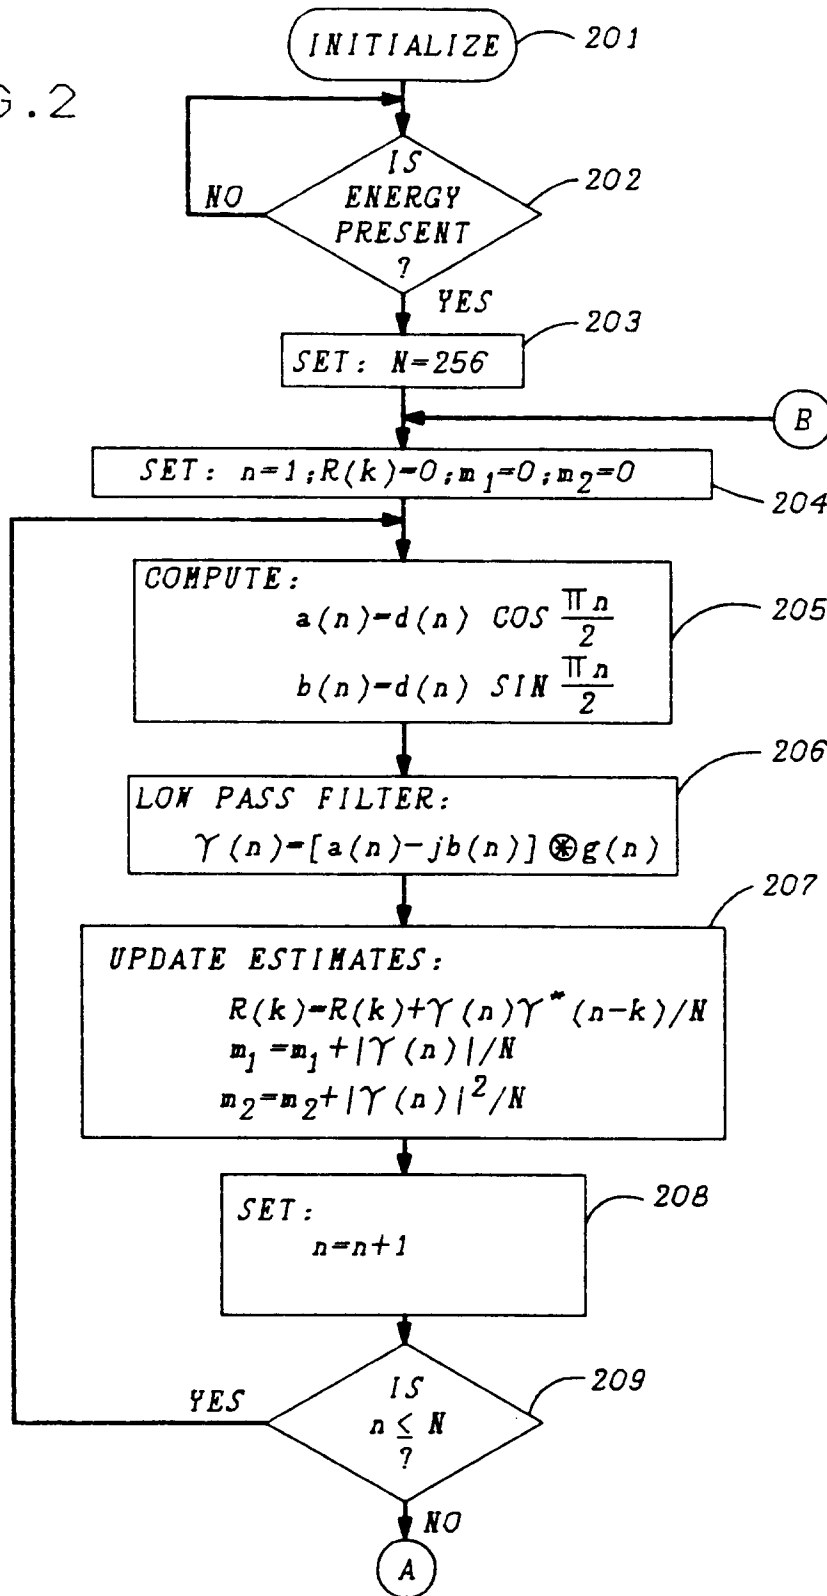 INITIALIZE 201
G.2
IS
ENERGY
PRESENT
?
202
NO
YES
203
SET: N=256
B
SET: n=1;R(k)=0;m₁=0;m₂=0
204
COMPUTE:
a(n)=d(n) COS πn/2
205
b(n)=d(n) SIN πn/2
206
LOW PASS FILTER:
γ(n)=[a(n)-jb(n)]⊛g(n)
207
UPDATE ESTIMATES:
R(k)=R(k)+γ(n)γ*(n-k)/N
m₁=m₁+|γ(n)|/N
m₂=m₂+|γ(n)|²/N
208
SET:
n=n+1
209
YES
IS
n≤N
?
NO
A